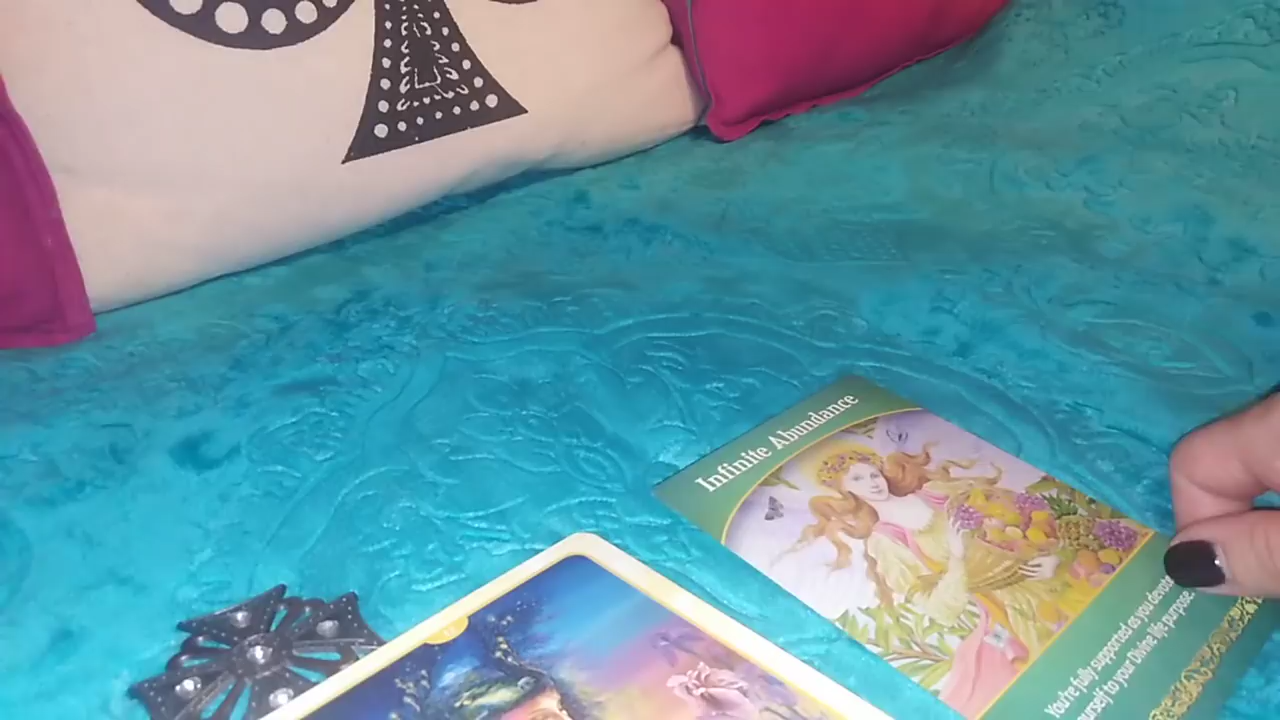 Infinite Abundance
You're fully supported as you devote
yourself to your Divine life purpose.